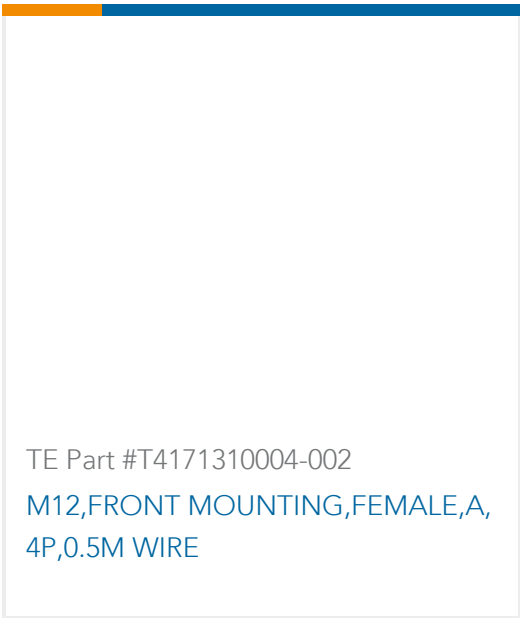 TE Part #T4171310004-002
M12,FRONT MOUNTING,FEMALE,A,
4P,0.5M WIRE